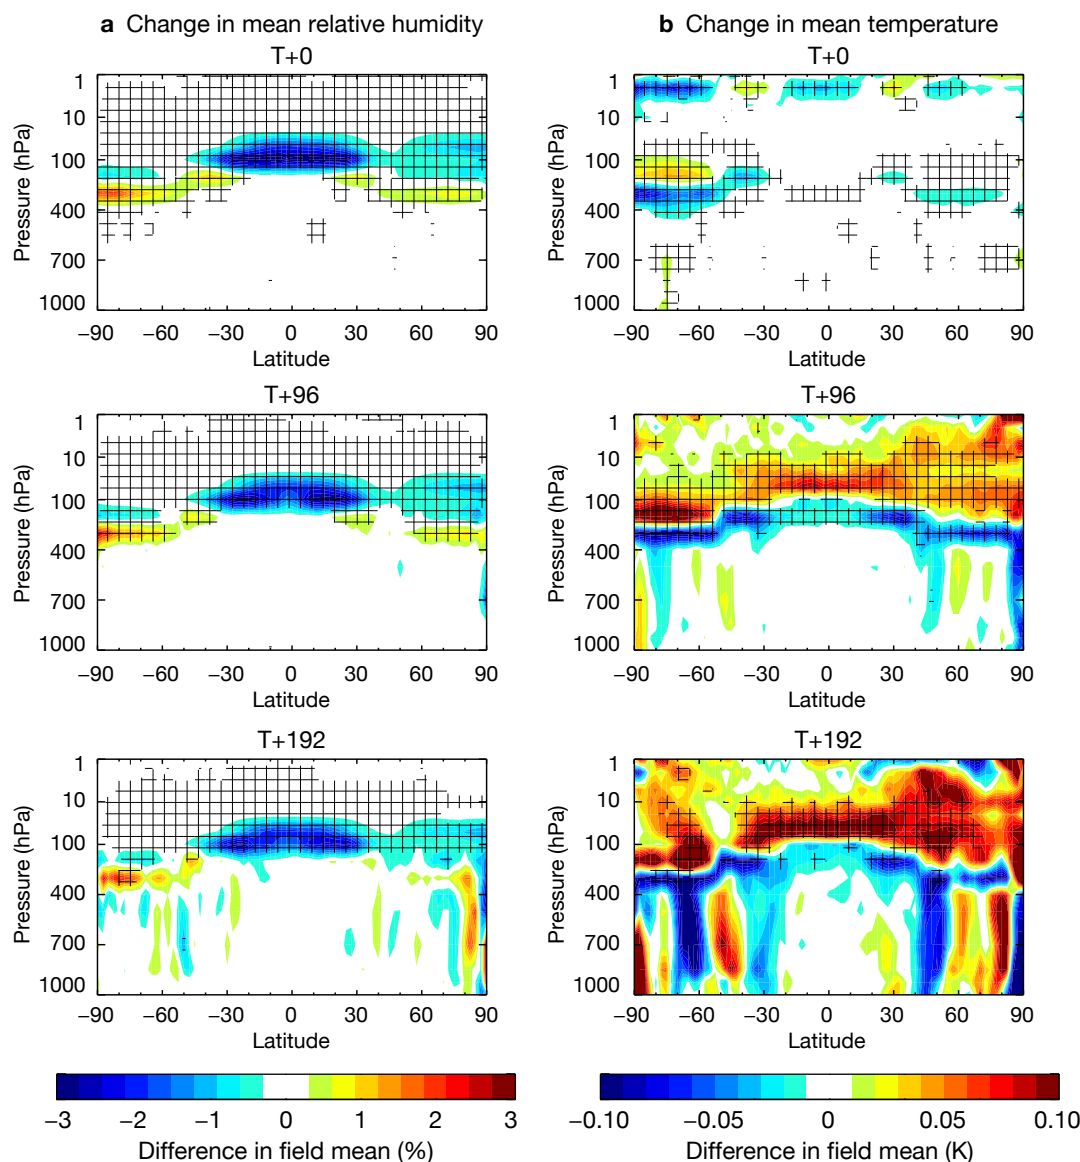 a Change in mean relative humidity
b Change in mean temperature
T+0
T+0
Pressure (hPa)
1
10
100
400
700
1000
−90 −60 −30 0 30 60 90
Latitude
Pressure (hPa)
1
10
100
400
700
1000
−90 −60 −30 0 30 60 90
Latitude
T+96
T+96
Pressure (hPa)
1
10
100
400
700
1000
−90 −60 −30 0 30 60 90
Latitude
Pressure (hPa)
1
10
100
400
700
1000
−90 −60 −30 0 30 60 90
Latitude
T+192
T+192
Pressure (hPa)
1
10
100
400
700
1000
−90 −60 −30 0 30 60 90
Latitude
Pressure (hPa)
1
10
100
400
700
1000
−90 −60 −30 0 30 60 90
Latitude
−3 −2 −1 0 1 2 3
Difference in field mean (%)
−0.10 −0.05 0 0.05 0.10
Difference in field mean (K)